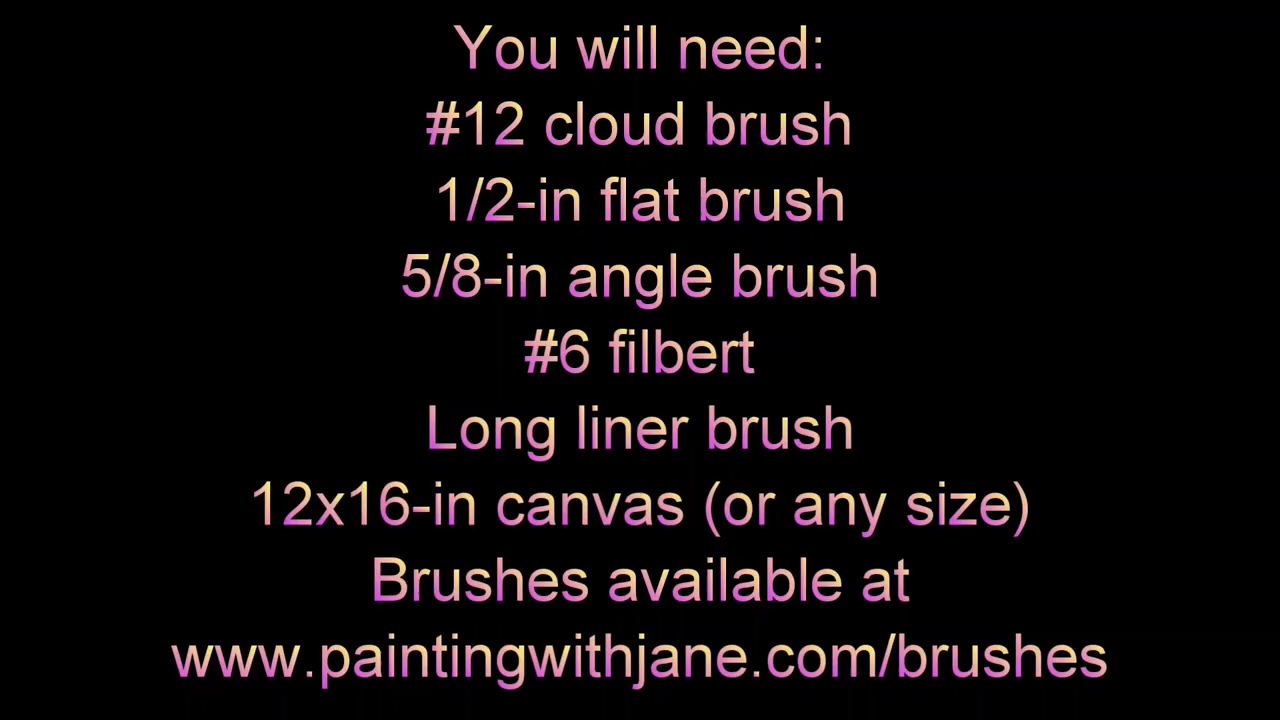 You will need:
#12 cloud brush
1/2-in flat brush
5/8-in angle brush
#6 filbert
Long liner brush
12x16-in canvas (or any size)
Brushes available at
www.paintingwithjane.com/brushes